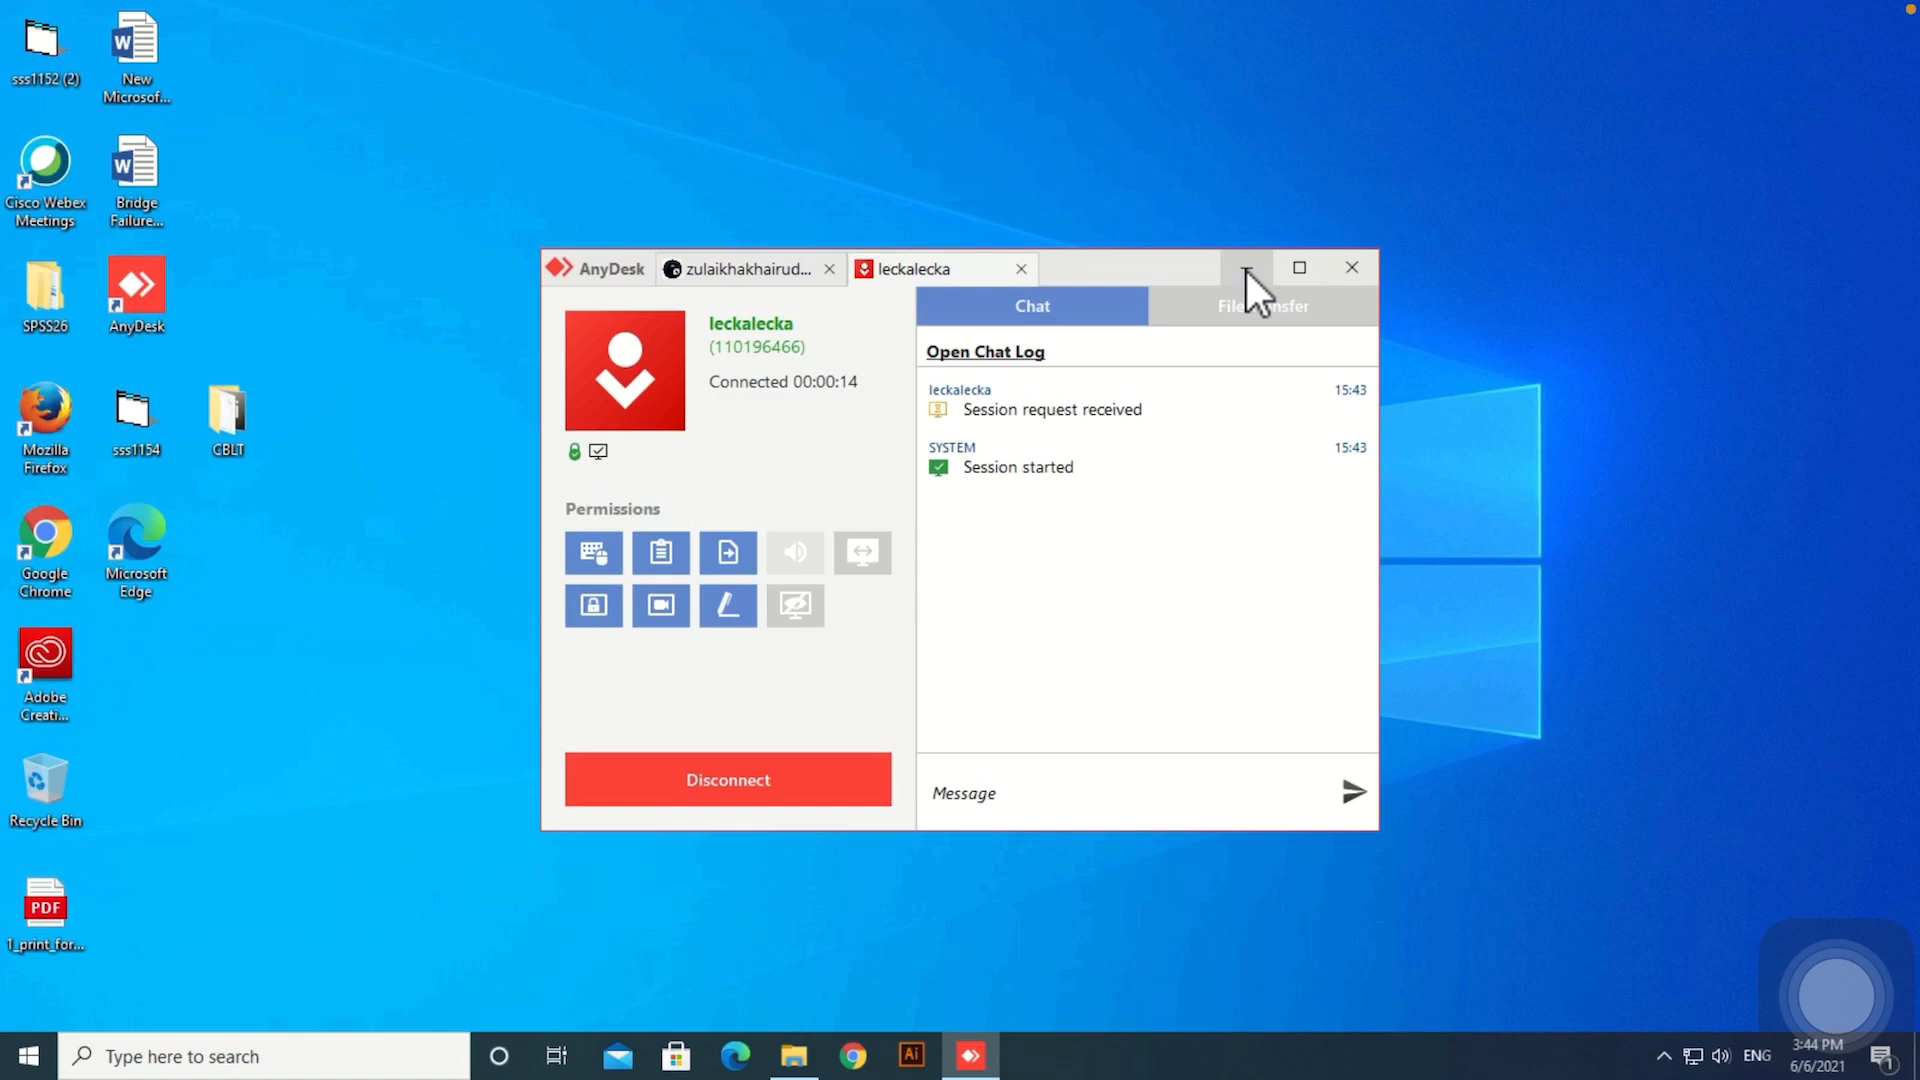 sss1152 (2)
New
Microsof...
Cisco Webex
Meetings
Bridge
Failure...
SPSS26
AnyDesk
Mozilla
Firefox
sss1154
CBLT
Google
Chrome
Microsoft
Edge
Adobe
Creati...
Recycle Bin
PDF
1_print_for...
AnyDesk
zulaikhakhairud...
leckalecka
leckalecka
(110196466)
Connected 00:00:14
Permissions
Disconnect
Chat
Open Chat Log
leckalecka 15:43
Session request received
SYSTEM 15:43
Session started
Message
Type here to search
Ai
ENG
3:44 PM
6/6/2021
1